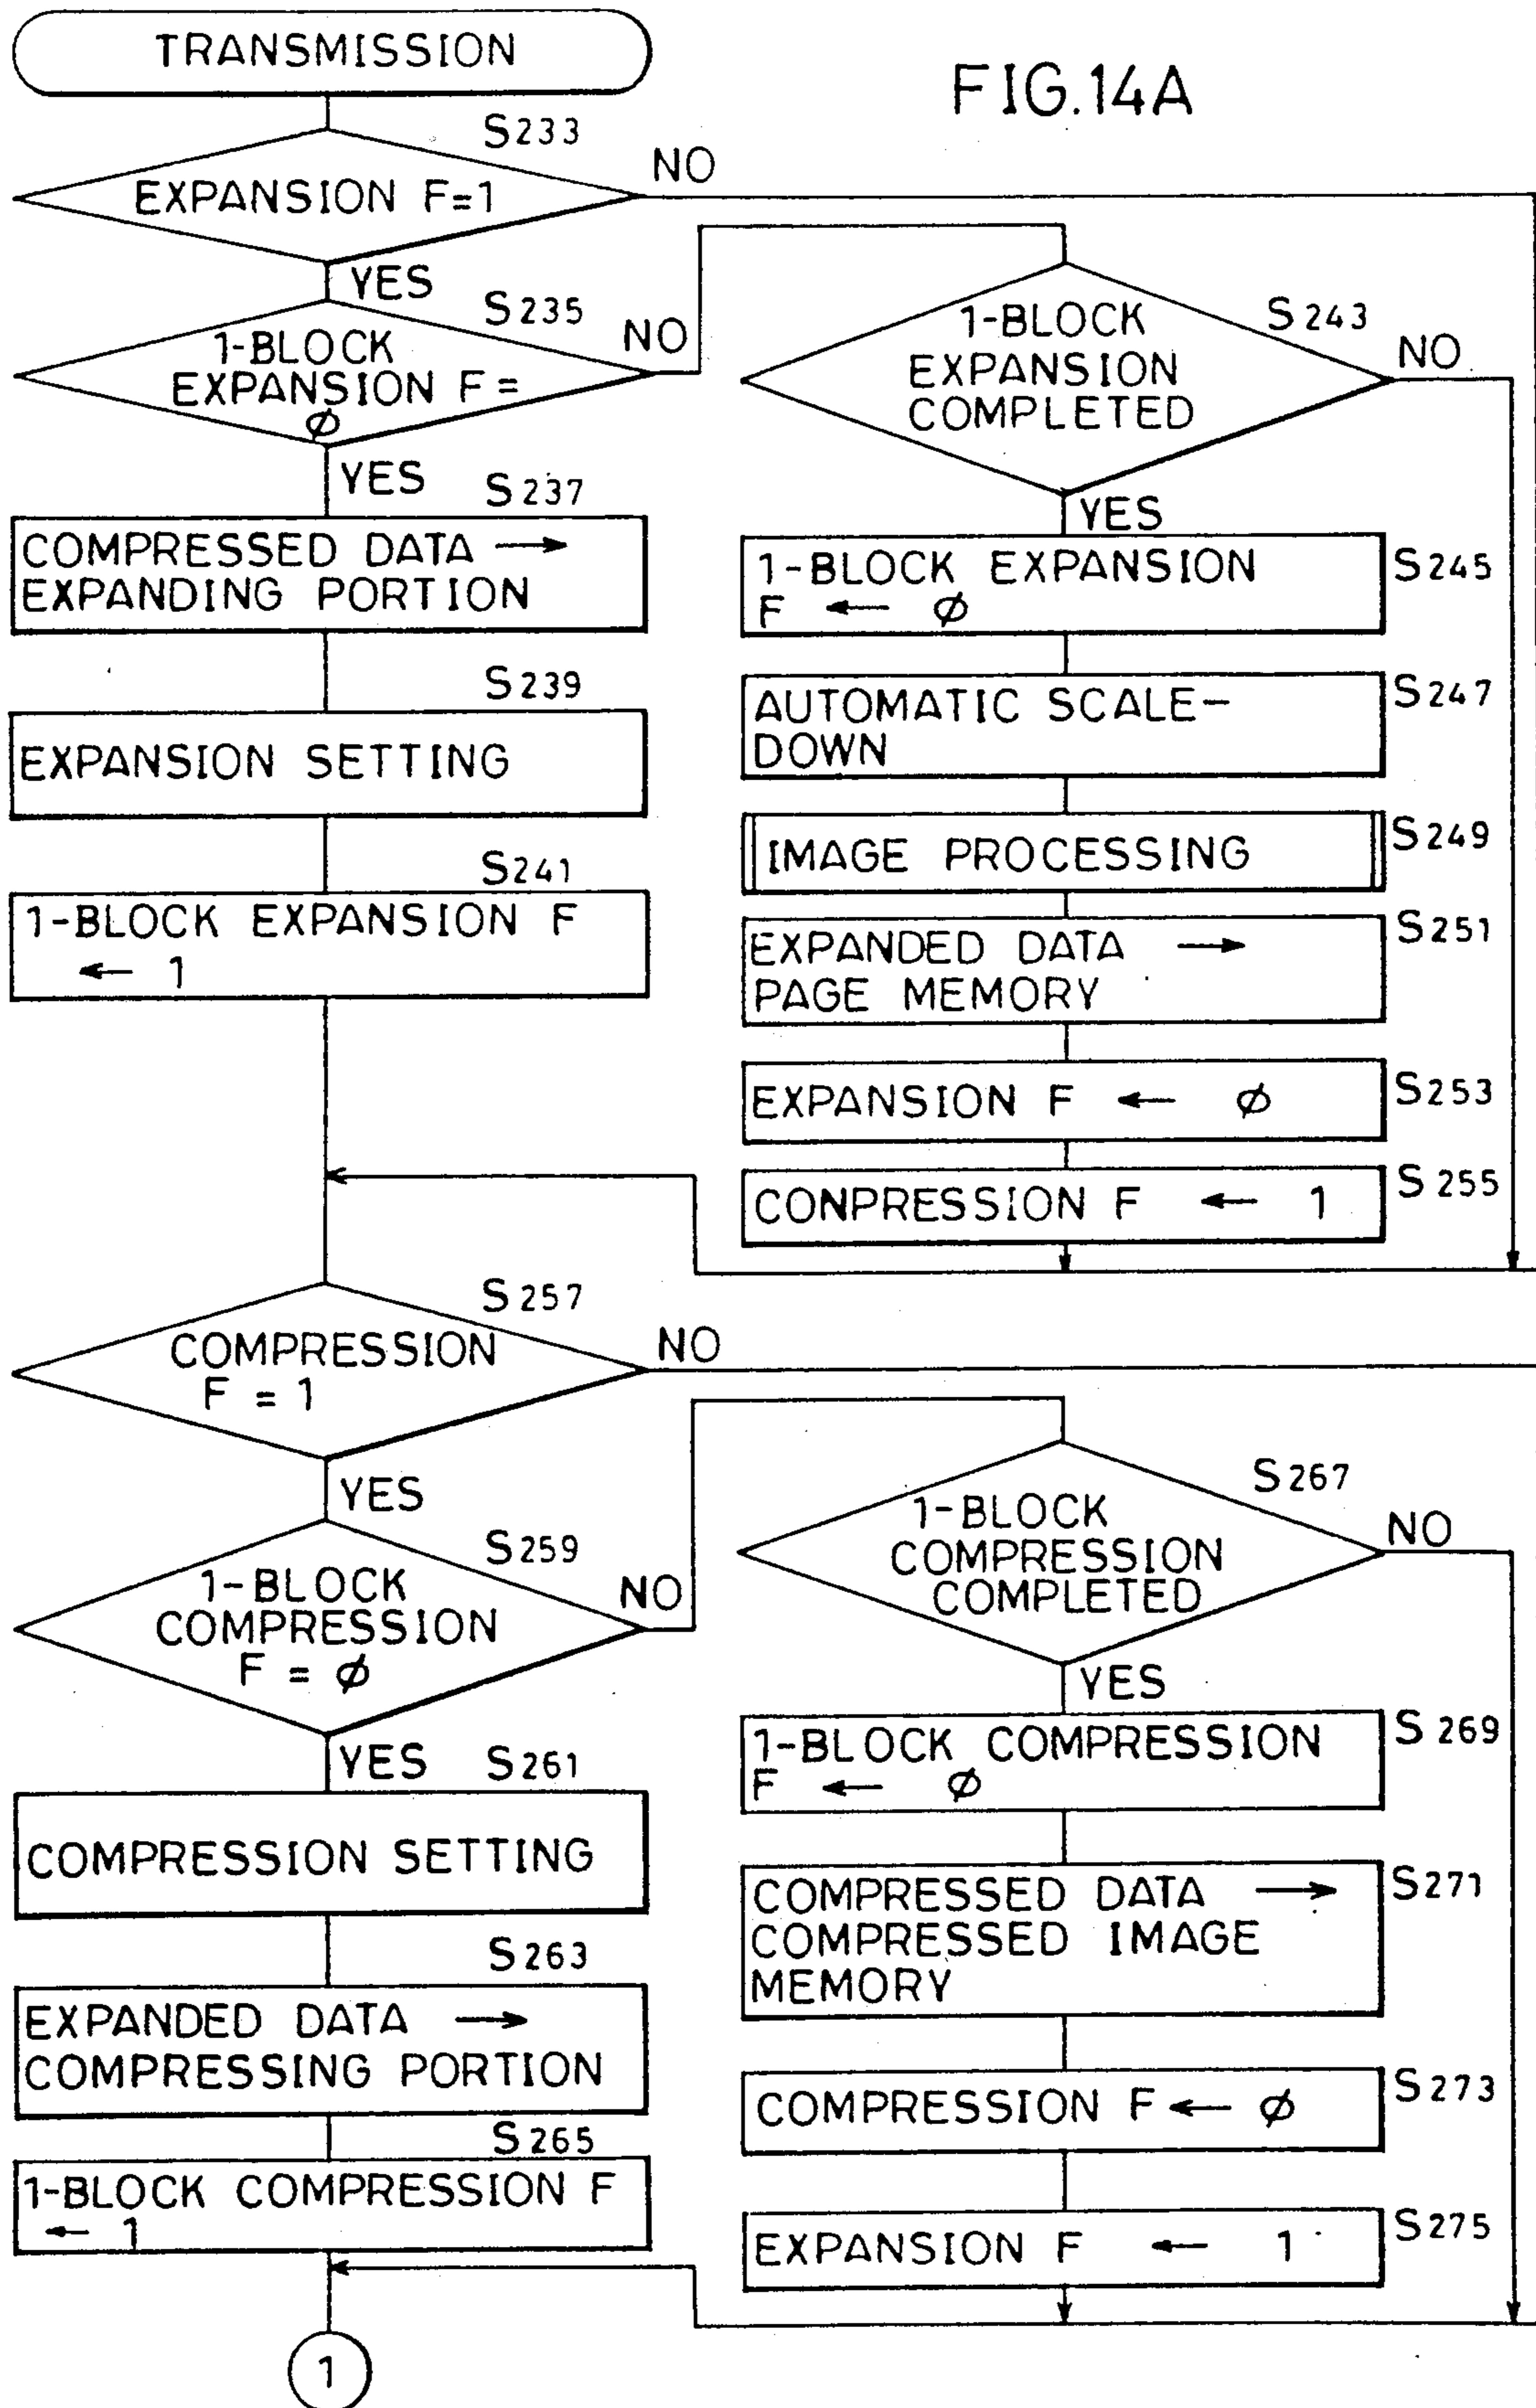 TRANSMISSION
FIG.14A
S233
EXPANSION F=1
NO
YES
S235
1-BLOCK
EXPANSION F=
φ
NO
YES
S237
COMPRESSED DATA →
EXPANDING PORTION
S239
EXPANSION SETTING
S241
1-BLOCK EXPANSION F
← 1
S243
1-BLOCK
EXPANSION
COMPLETED
NO
YES
1-BLOCK EXPANSION
F ← φ
S245
AUTOMATIC SCALE-
DOWN
S247
IMAGE PROCESSING
S249
EXPANDED DATA →
PAGE MEMORY
S251
EXPANSION F ← φ
S253
CONPRESSION F ← 1
S255
S257
COMPRESSION
F = 1
NO
YES
S259
1-BLOCK
COMPRESSION
F = φ
NO
YES
S261
COMPRESSION SETTING
S263
EXPANDED DATA →
COMPRESSING PORTION
S265
1-BLOCK COMPRESSION F
← 1
S267
1-BLOCK
COMPRESSION
COMPLETED
NO
YES
1-BLOCK COMPRESSION
F ← φ
S269
COMPRESSED DATA →
COMPRESSED IMAGE
MEMORY
S271
COMPRESSION F ← φ
S273
EXPANSION F ← 1
S275
1